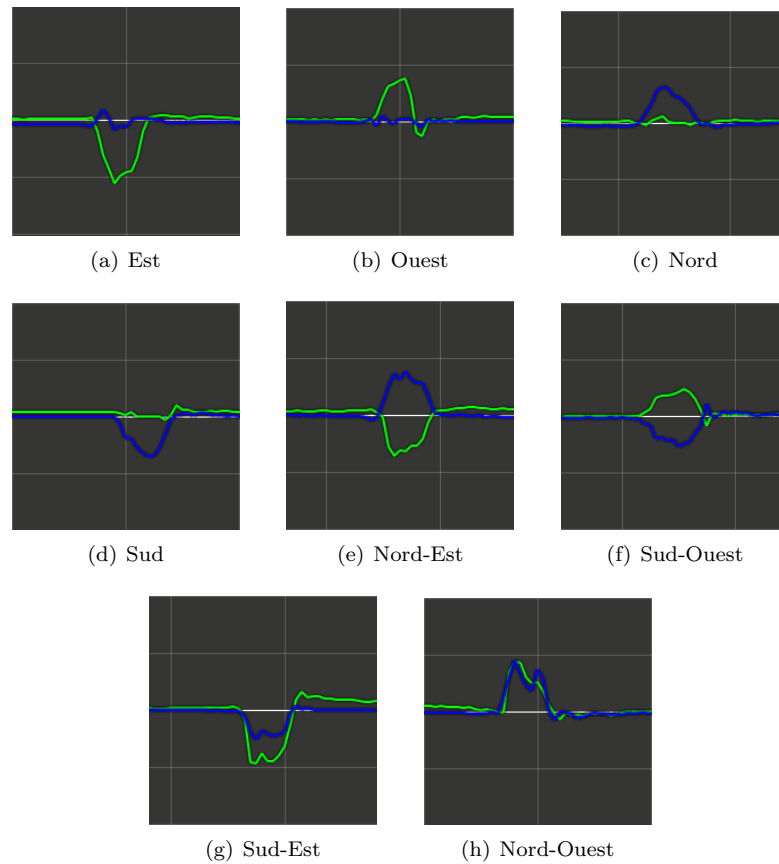 (a) Est
(b) Ouest
(c) Nord
(d) Sud
(e) Nord-Est
(f) Sud-Ouest
(g) Sud-Est
(h) Nord-Ouest